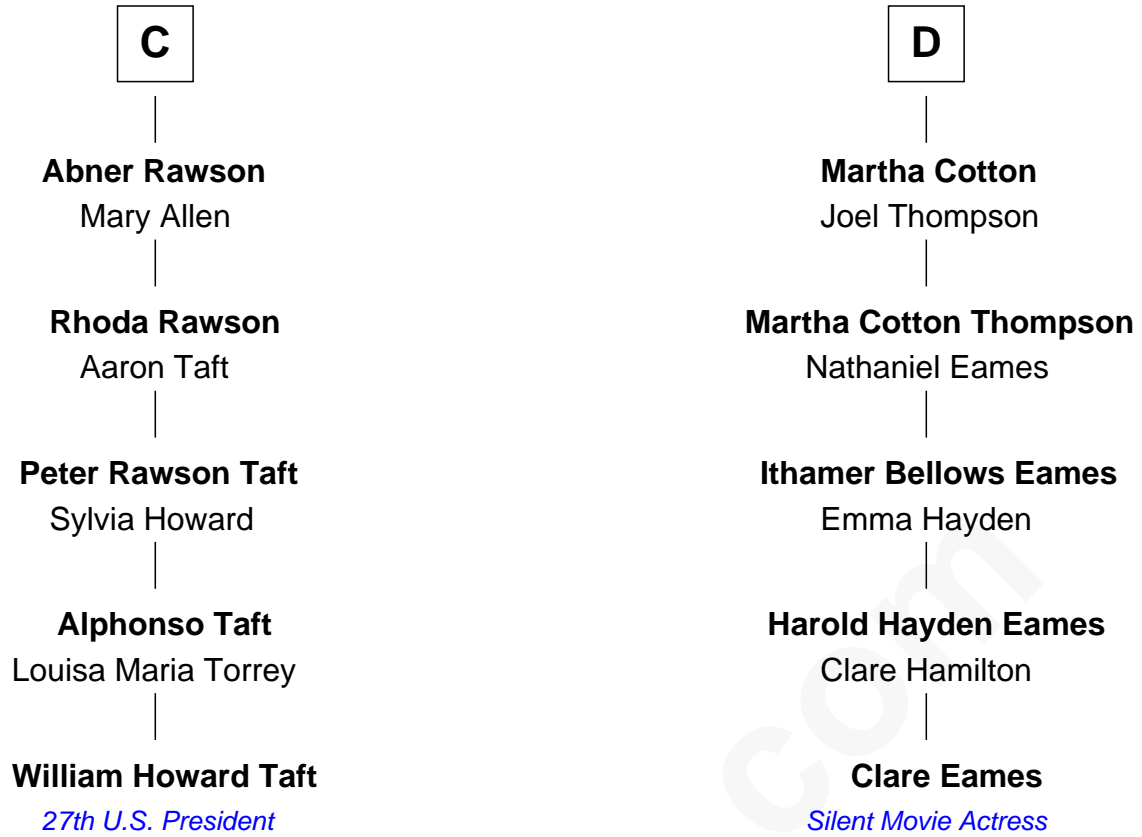 C
Abner Rawson
Mary Allen
Rhoda Rawson
Aaron Taft
Peter Rawson Taft
Sylvia Howard
Alphonso Taft
Louisa Maria Torrey
William Howard Taft
27th U.S. President
D
Martha Cotton
Joel Thompson
Martha Cotton Thompson
Nathaniel Eames
Ithamer Bellows Eames
Emma Hayden
Harold Hayden Eames
Clare Hamilton
Clare Eames
Silent Movie Actress
com